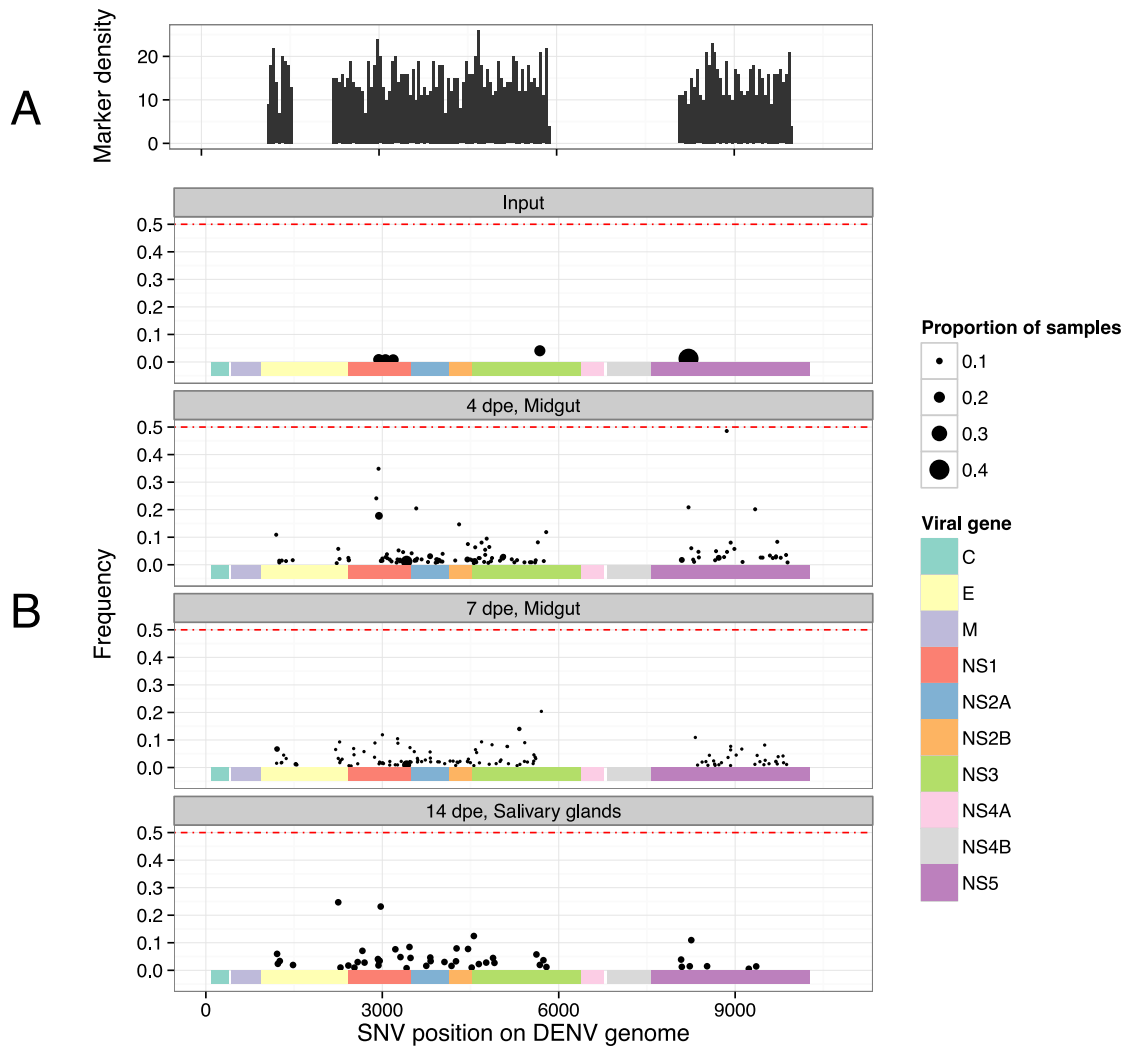 A
Marker density
20
10
0
Input
0.5
0.4
0.3
0.2
0.1
0.0
4 dpe, Midgut
0.5
0.4
0.3
0.2
0.1
0.0
B
Frequency
7 dpe, Midgut
0.5
0.4
0.3
0.2
0.1
0.0
14 dpe, Salivary glands
0.5
0.4
0.3
0.2
0.1
0.0
0 3000 6000 9000
SNV position on DENV genome
Proportion of samples
0.1
0.2
0.3
0.4
Viral gene
C
E
M
NS1
NS2A
NS2B
NS3
NS4A
NS4B
NS5